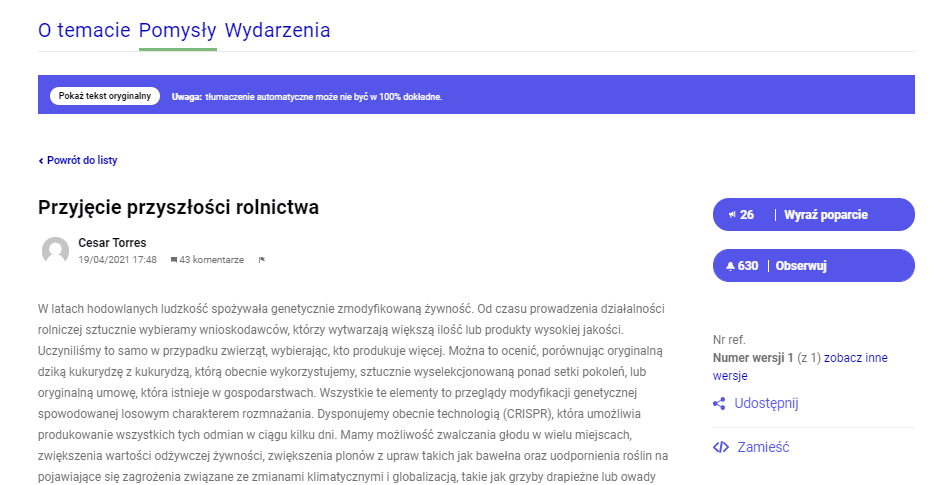 O temacie Pomysły Wydarzenia
Pokaż tekst oryginalny Uwaga: tłumaczenie automatyczne może nie być w 100% dokładne.
Powrót do listy
Przyjęcie przyszłości rolnictwa
Cesar Torres
19/04/2021 17:48 43 komentarze
W latach hodowlanych ludzkość spożywała genetycznie zmodyfikowaną żywność. Od czasu prowadzenia działalności
rolniczej sztucznie wybieramy wnioskodawców, którzy wytwarzają większą ilość lub produkty wysokiej jakości.
Uczyniliśmy to samo w przypadku zwierząt, wybierając, kto produkuje więcej. Można to ocenić, porównując oryginalną
dziką kukurydzę z kukurydzą, którą obecnie wykorzystujemy, sztucznie wyselekcjonowaną ponad setki pokoleń, lub
oryginalną umowę, która istnieje w gospodarstwach. Wszystkie te elementy to przeglądy modyfikacji genetycznej
spowodowanej losowym charakterem rozmnażania. Dysponujemy obecnie technologią (CRISPR), która umożliwia
produkowanie wszystkich tych odmian w ciągu kilku dni. Mamy możliwość zwalczania głodu w wielu miejscach,
zwiększenia wartości odżywczej żywności, zwiększenia plonów z upraw takich jak bawełna oraz uodpornienia roślin na
pojawiające się zagrożenia związane ze zmianami klimatycznymi i globalizacją, takie jak grzyby drapieżne lub owady
26 | Wyraź poparcie
630 | Obserwuj
Nr ref.
Numer wersji 1 (z 1) zobacz inne
wersje
Udostępnij
Zamieść